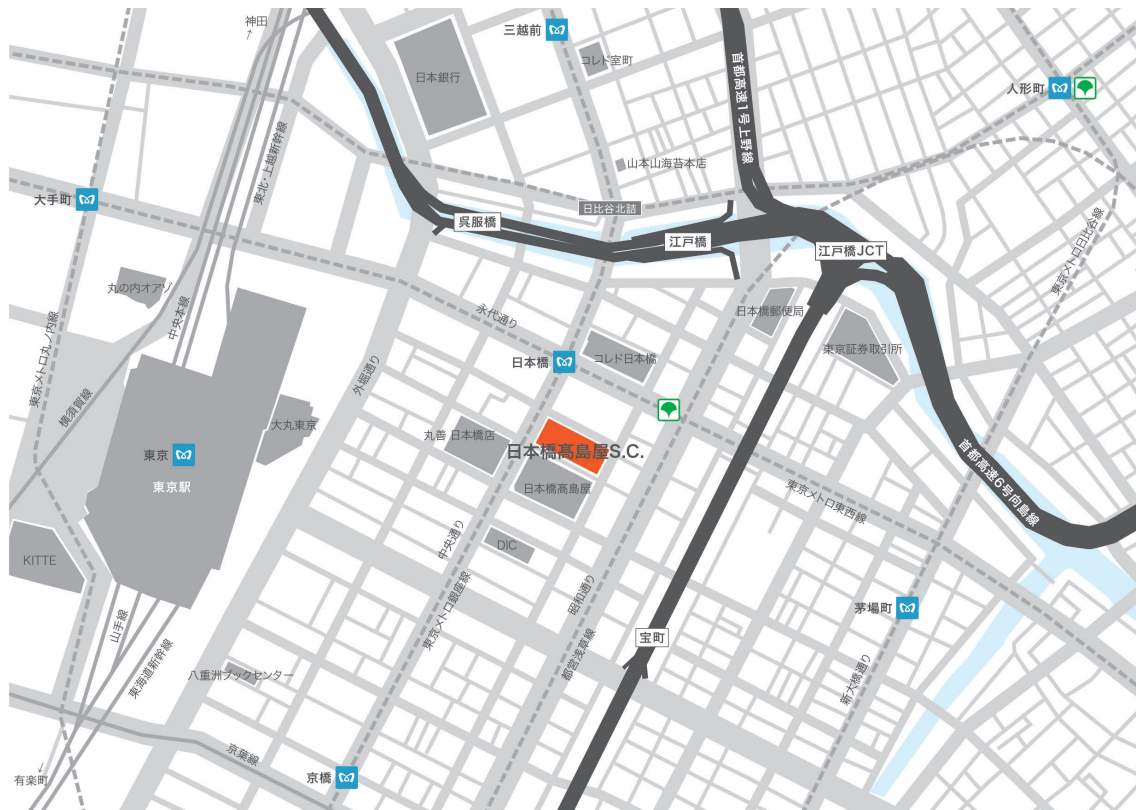 神田
三越前
コレド室町
日本銀行
首都高速1号上野線
人形町
山本山海苔本店
東北・上越新幹線
大手町
日比谷北詰
呉服橋
江戸橋
江戸橋JCT
東京メトロ日比谷線
丸の内オアゾ
中央本線
永代通り
日本橋郵便局
東京メトロ丸ノ内線
外堀通り
日本橋
コレド日本橋
東京証券取引所
横須賀線
大丸東京
丸善 日本橋店
東京
東京駅
日本橋髙島屋S.C.
日本橋髙島屋
東京メトロ東西線
首都高速6号向島線
KITTE
中央通り
DIC
昭和通り
東京メトロ銀座線
都営浅草線
宝町
茅場町
山手線
東海道新幹線
八重洲ブックセンター
新大橋通り
京葉線
有楽町
京橋